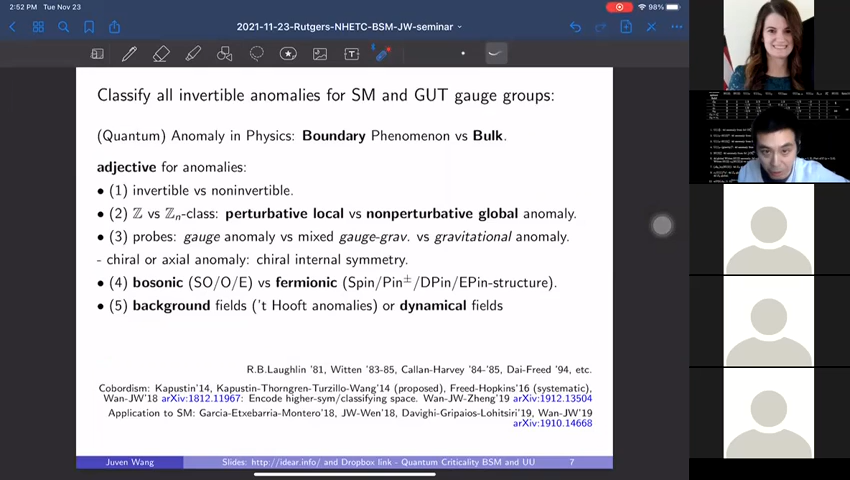 2:52 PM Tue Nov 23
98%
2021-11-23-Rutgers-NHETC-BSM-JW-seminar
Classify all invertible anomalies for SM and GUT gauge groups:
(Quantum) Anomaly in Physics: Boundary Phenomenon vs Bulk.
adjective for anomalies:
• (1) invertible vs noninvertible.
• (2) ℤ vs ℤn-class: perturbative local vs nonperturbative global anomaly.
• (3) probes: gauge anomaly vs mixed gauge-grav. vs gravitational anomaly.
- chiral or axial anomaly: chiral internal symmetry.
• (4) bosonic (SO/O/E) vs fermionic (Spin/Pin±/DPin/EPin-structure).
• (5) background fields ('t Hooft anomalies) or dynamical fields
R.B.Laughlin '81, Witten '83-85, Callan-Harvey '84-'85, Dai-Freed '94, etc.
Cobordism: Kapustin'14, Kapustin-Thorngren-Turzillo-Wang'14 (proposed), Freed-Hopkins'16 (systematic),
Wan-JW'18 arXiv:1812.11967: Encode higher-sym/classifying space. Wan-JW-Zheng'19 arXiv:1912.13504
Application to SM: Garcia-Etxebarria-Montero'18, JW-Wen'18, Davighi-Gripaios-Lohitsiri'19, Wan-JW'19
arXiv:1910.14668
Juven Wang Slides: http://idear.info/ and Dropbox link - Quantum Criticality BSM and UU 7